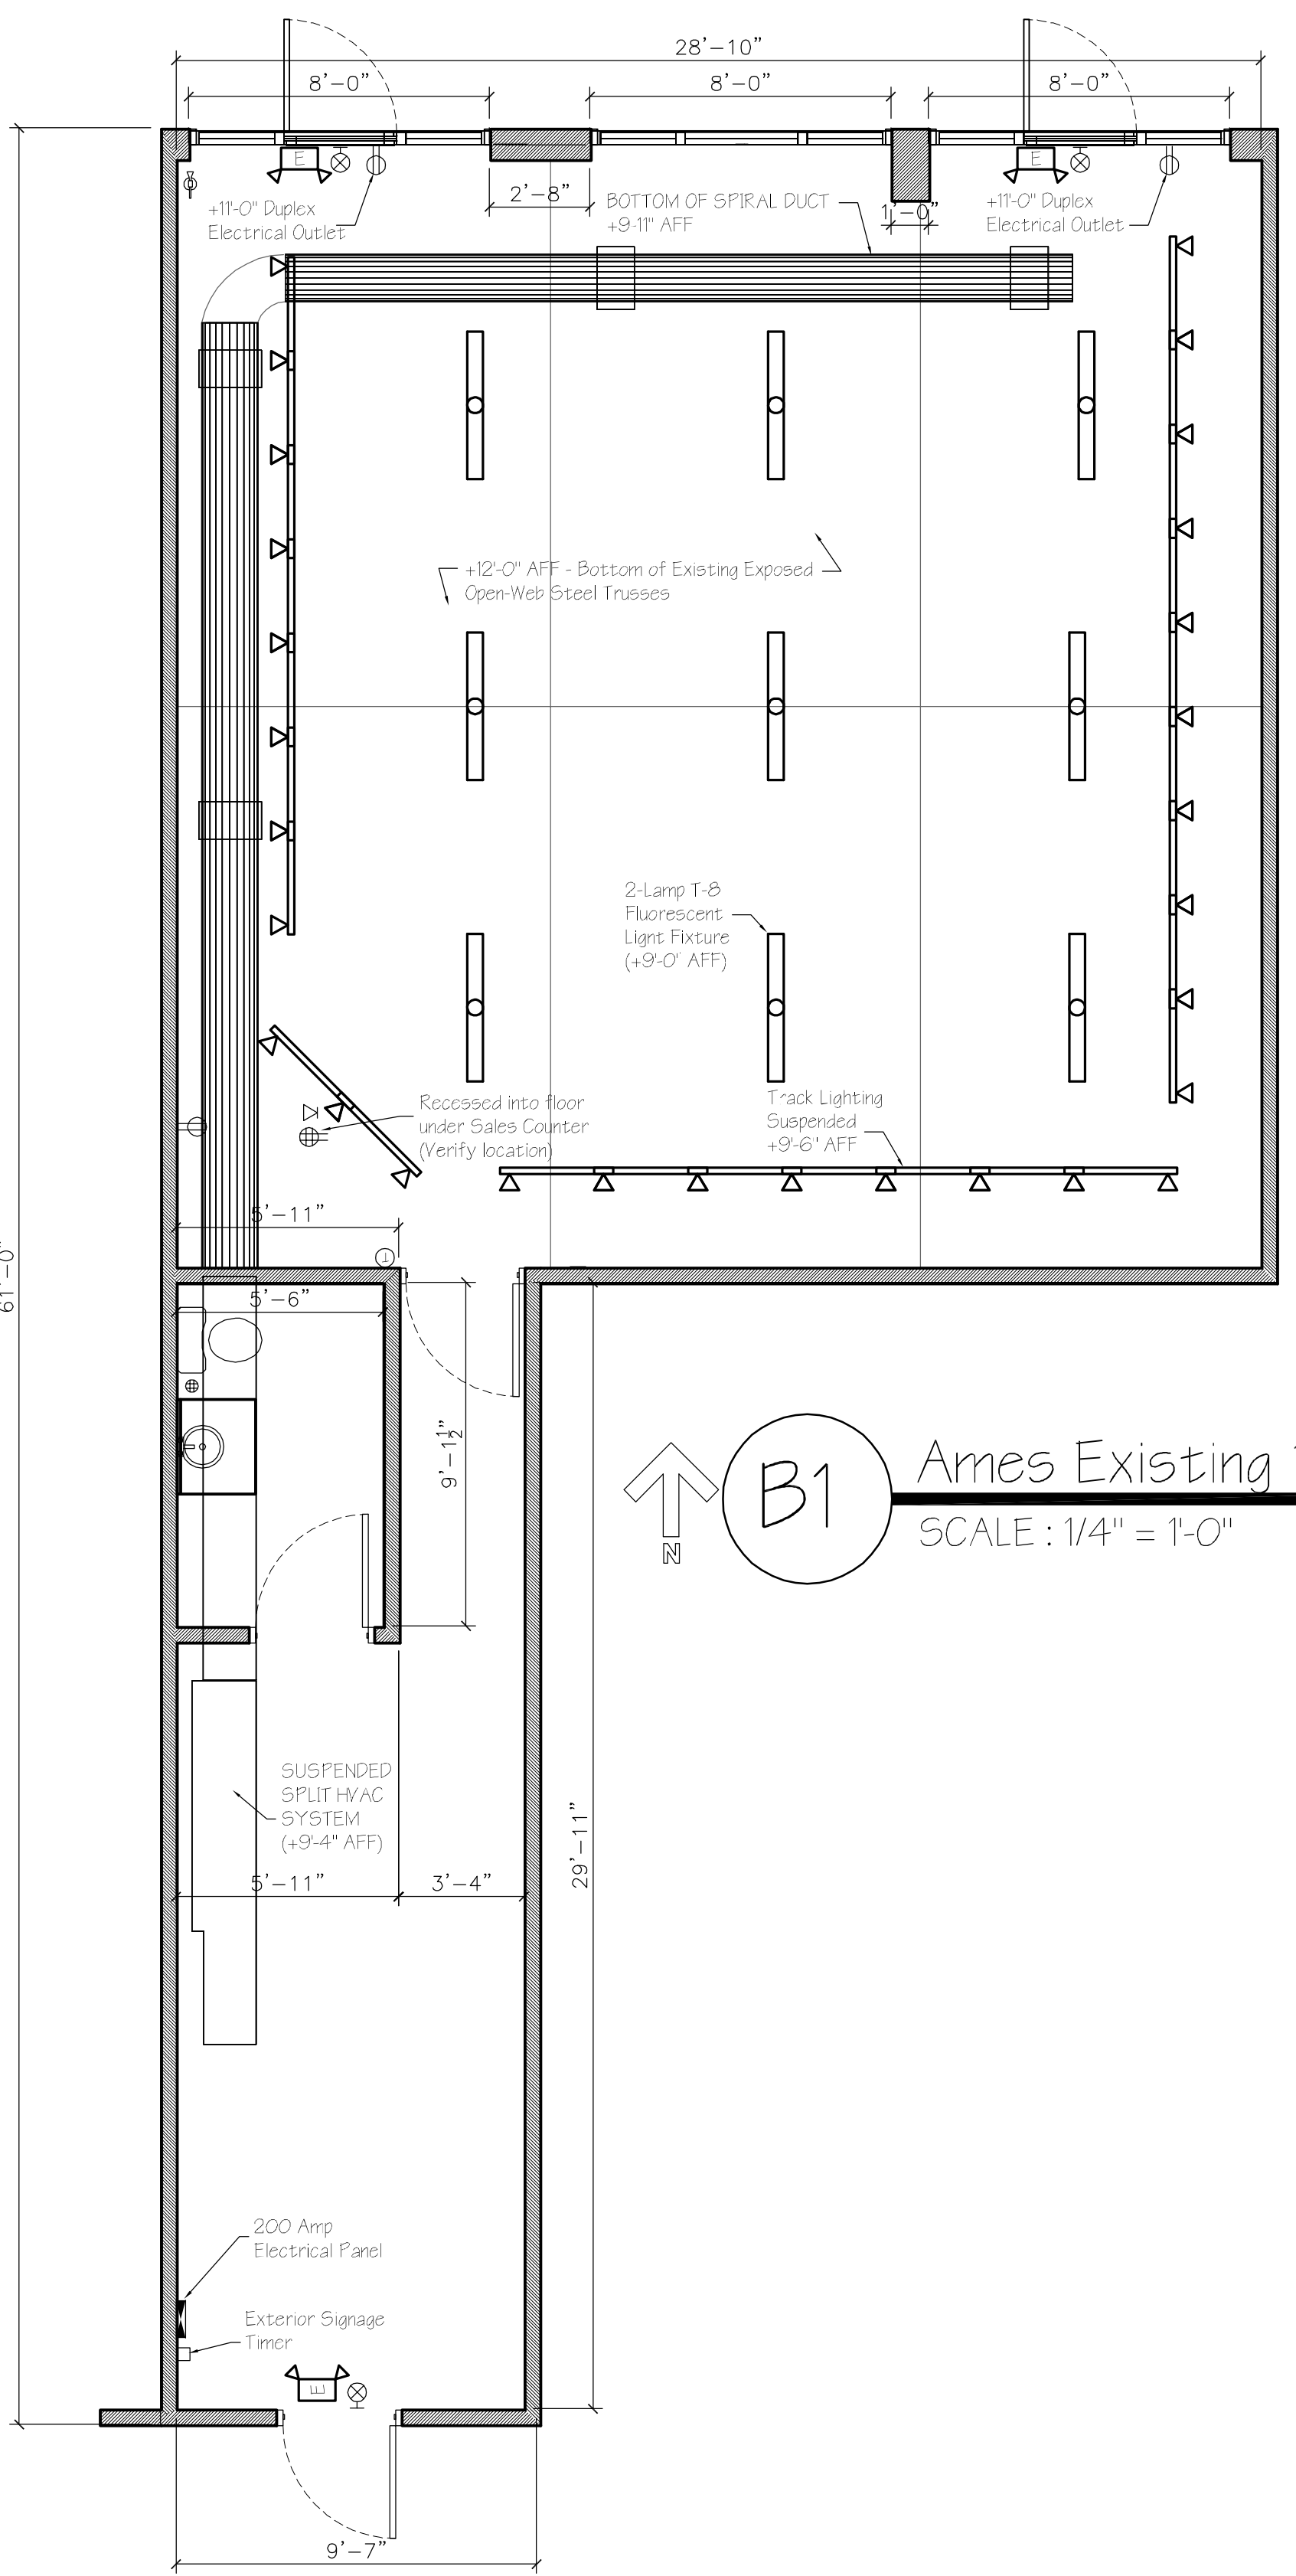 28'-10"
8'-0"
8'-0"
8'-0"
E
E
2'-8"
BOTTOM OF SPIRAL DUCT
+9-11" AFF
1'-0"
+11'-0" Duplex
Electrical Outlet
+11'-0" Duplex
Electrical Outlet
+12'-0" AFF - Bottom of Existing Exposed
Open-Web Steel Trusses
2-Lamp T-8
Fluorescent
Light Fixture
(+9'-0" AFF)
Recessed into floor
under Sales Counter
(Verify location)
Track Lighting
Suspended
+9'-6" AFF
5'-11"
61'-0"
T
5'-6"
9'-1 1/2"
B1
Ames Existing
SCALE : 1/4" = 1'-0"
N
SUSPENDED
SPLIT HVAC
SYSTEM
(+9'-4" AFF)
29'-11"
5'-11"
3'-4"
200 Amp
Electrical Panel
Exterior Signage
Timer
E
9'-7"